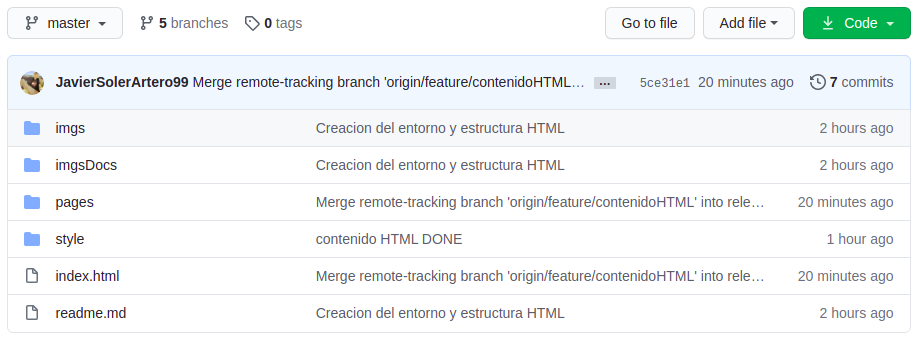 master 5 branches 0 tags Go to file Add file Code
JavierSolerArtero99 Merge remote-tracking branch 'origin/feature/contenidoHTML... ... 5ce31e1 20 minutes ago 7 commits
imgs Creacion del entorno y estructura HTML 2 hours ago
imgsDocs Creacion del entorno y estructura HTML 2 hours ago
pages Merge remote-tracking branch 'origin/feature/contenidoHTML' into rele... 20 minutes ago
style contenido HTML DONE 1 hour ago
index.html Merge remote-tracking branch 'origin/feature/contenidoHTML' into rele... 20 minutes ago
readme.md Creacion del entorno y estructura HTML 2 hours ago